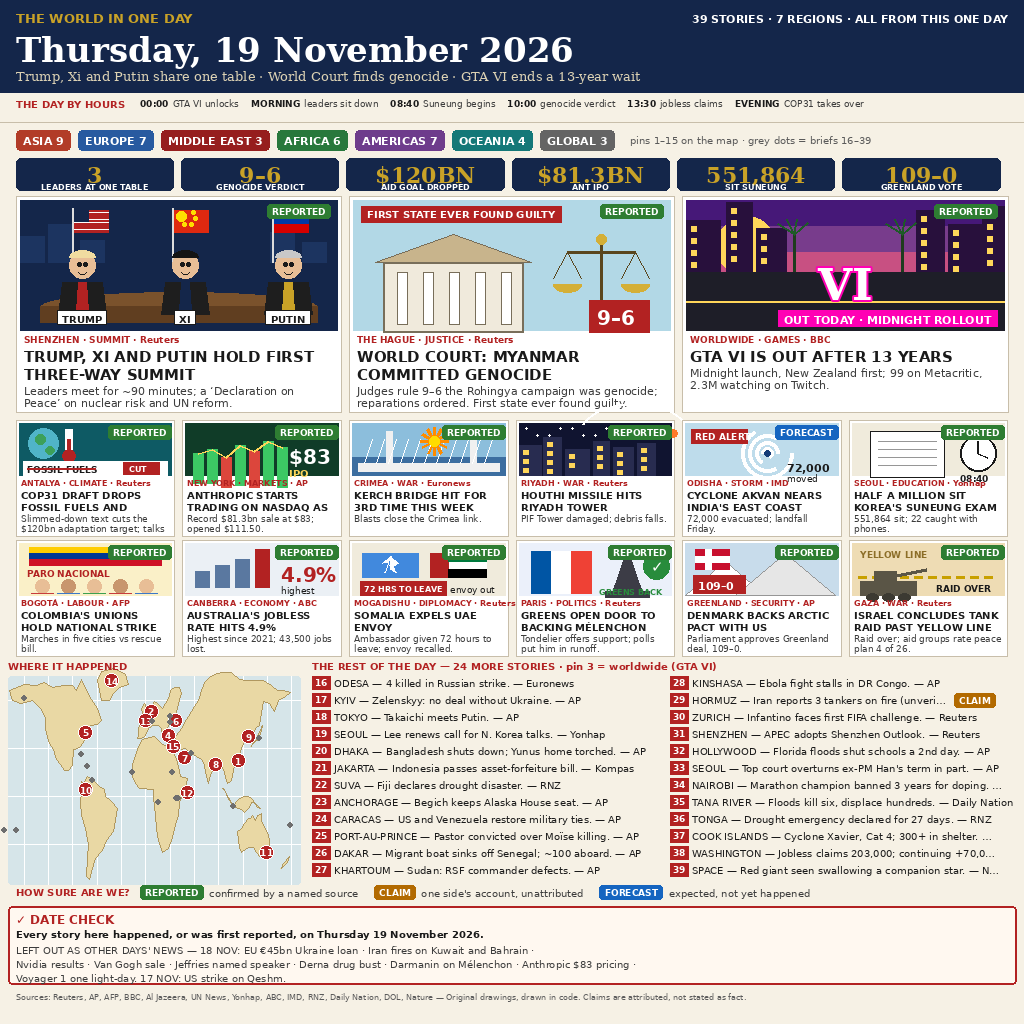 THE WORLD IN ONE DAY
39 STORIES · 7 REGIONS · ALL FROM THIS ONE DAY
Thursday, 19 November 2026
Trump, Xi and Putin share one table · World Court finds genocide · GTA VI ends a 13-year wait
THE DAY BY HOURS 00:00 GTA VI unlocks MORNING leaders sit down 08:40 Suneung begins 10:00 genocide verdict 13:30 jobless claims EVENING COP31 takes over
ASIA 9 EUROPE 7 MIDDLE EAST 3 AFRICA 6 AMERICAS 7 OCEANIA 4 GLOBAL 3 pins 1–15 on the map · grey dots = briefs 16–39
3
LEADERS AT ONE TABLE
9–6
GENOCIDE VERDICT
$120BN
AID GOAL DROPPED
$81.3BN
ANT IPO
551,864
SIT SUNEUNG
109–0
GREENLAND VOTE
REPORTED
TRUMP
XI
PUTIN
SHENZHEN · SUMMIT · Reuters
TRUMP, XI AND PUTIN HOLD FIRST
THREE-WAY SUMMIT
Leaders meet for ~90 minutes; a ‘Declaration on
Peace’ on nuclear risk and UN reform.
FIRST STATE EVER FOUND GUILTY
REPORTED
9–6
THE HAGUE · JUSTICE · Reuters
WORLD COURT: MYANMAR
COMMITTED GENOCIDE
Judges rule 9–6 the Rohingya campaign was genocide;
reparations ordered. First state ever found guilty.
REPORTED
VI
OUT TODAY · MIDNIGHT ROLLOUT
WORLDWIDE · GAMES · BBC
GTA VI IS OUT AFTER 13 YEARS
Midnight launch, New Zealand first; 99 on Metacritic,
2.3M watching on Twitch.
REPORTED
FOSSIL FUELS
CUT
ANTALYA · CLIMATE · Reuters
COP31 DRAFT DROPS
FOSSIL FUELS AND
Slimmed-down text cuts the
$120bn adaptation target; talks
REPORTED
$83
IPO
NEW YORK · MARKETS · AP
ANTHROPIC STARTS
TRADING ON NASDAQ AS
Record $81.3bn sale at $83;
opened $111.50.
REPORTED
CRIMEA · WAR · Euronews
KERCH BRIDGE HIT FOR
3RD TIME THIS WEEK
Blasts close the Crimea link.
REPORTED
RIYADH · WAR · Reuters
HOUTHI MISSILE HITS
RIYADH TOWER
PIF Tower damaged; debris falls.
RED ALERT
FORECAST
72,000
moved
ODISHA · STORM · IMD
CYCLONE AKVAN NEARS
INDIA'S EAST COAST
72,000 evacuated; landfall
Friday.
REPORTED
08:40
SEOUL · EDUCATION · Yonhap
HALF A MILLION SIT
KOREA'S SUNEUNG EXAM
551,864 sit; 22 caught with
phones.
REPORTED
PARO NACIONAL
BOGOTÁ · LABOUR · AFP
COLOMBIA'S UNIONS
HOLD NATIONAL STRIKE
Marches in five cities vs rescue
bill.
REPORTED
4.9%
highest
CANBERRA · ECONOMY · ABC
AUSTRALIA'S JOBLESS
RATE HITS 4.9%
Highest since 2021; 43,500 jobs
lost.
REPORTED
72 HRS TO LEAVE
envoy out
MOGADISHU · DIPLOMACY · Reuters
SOMALIA EXPELS UAE
ENVOY
Ambassador given 72 hours to
leave; envoy recalled.
REPORTED
✓
GREENS BACK
PARIS · POLITICS · Reuters
GREENS OPEN DOOR TO
BACKING MÉLENCHON
Tondelier offers support; polls
put him in runoff.
REPORTED
109–0
GREENLAND · SECURITY · AP
DENMARK BACKS ARCTIC
PACT WITH US
Parliament approves Greenland
deal, 109–0.
YELLOW LINE
REPORTED
RAID OVER
GAZA · WAR · Reuters
ISRAEL CONCLUDES TANK
RAID PAST YELLOW LINE
Raid over; aid groups rate peace
plan 4 of 26.
WHERE IT HAPPENED
14
2
13
6
5
4
15
9
7
8
1
10
12
11
THE REST OF THE DAY — 24 MORE STORIES · pin 3 = worldwide (GTA VI)
16 ODESA — 4 killed in Russian strike. — Euronews
17 KYIV — Zelenskyy: no deal without Ukraine. — AP
18 TOKYO — Takaichi meets Putin. — AP
19 SEOUL — Lee renews call for N. Korea talks. — Yonhap
20 DHAKA — Bangladesh shuts down; Yunus home torched. — AP
21 JAKARTA — Indonesia passes asset-forfeiture bill. — Kompas
22 SUVA — Fiji declares drought disaster. — RNZ
23 ANCHORAGE — Begich keeps Alaska House seat. — AP
24 CARACAS — US and Venezuela restore military ties. — AP
25 PORT-AU-PRINCE — Pastor convicted over Moïse killing. — AP
26 DAKAR — Migrant boat sinks off Senegal; ~100 aboard. — AP
27 KHARTOUM — Sudan: RSF commander defects. — AP
28 KINSHASA — Ebola fight stalls in DR Congo. — AP
29 HORMUZ — Iran reports 3 tankers on fire (unveri... CLAIM
30 ZURICH — Infantino faces first FIFA challenge. — Reuters
31 SHENZHEN — APEC adopts Shenzhen Outlook. — Reuters
32 HOLLYWOOD — Florida floods shut schools a 2nd day. — AP
33 SEOUL — Top court overturns ex-PM Han's term in part. — AP
34 NAIROBI — Marathon champion banned 3 years for doping. ...
35 TANA RIVER — Floods kill six, displace hundreds. — Daily Nation
36 TONGA — Drought emergency declared for 27 days. — RNZ
37 COOK ISLANDS — Cyclone Xavier, Cat 4; 300+ in shelter. ...
38 WASHINGTON — Jobless claims 203,000; continuing +70,0...
39 SPACE — Red giant seen swallowing a companion star. — N...
HOW SURE ARE WE? REPORTED confirmed by a named source CLAIM one side's account, unattributed FORECAST expected, not yet happened
✓ DATE CHECK
Every story here happened, or was first reported, on Thursday 19 November 2026.
LEFT OUT AS OTHER DAYS' NEWS — 18 NOV: EU €45bn Ukraine loan · Iran fires on Kuwait and Bahrain ·
Nvidia results · Van Gogh sale · Jeffries named speaker · Derna drug bust · Darmanin on Mélenchon · Anthropic $83 pricing ·
Voyager 1 one light-day. 17 NOV: US strike on Qeshm.
Sources: Reuters, AP, AFP, BBC, Al Jazeera, UN News, Yonhap, ABC, IMD, RNZ, Daily Nation, DOL, Nature — Original drawings, drawn in code. Claims are attributed, not stated as fact.